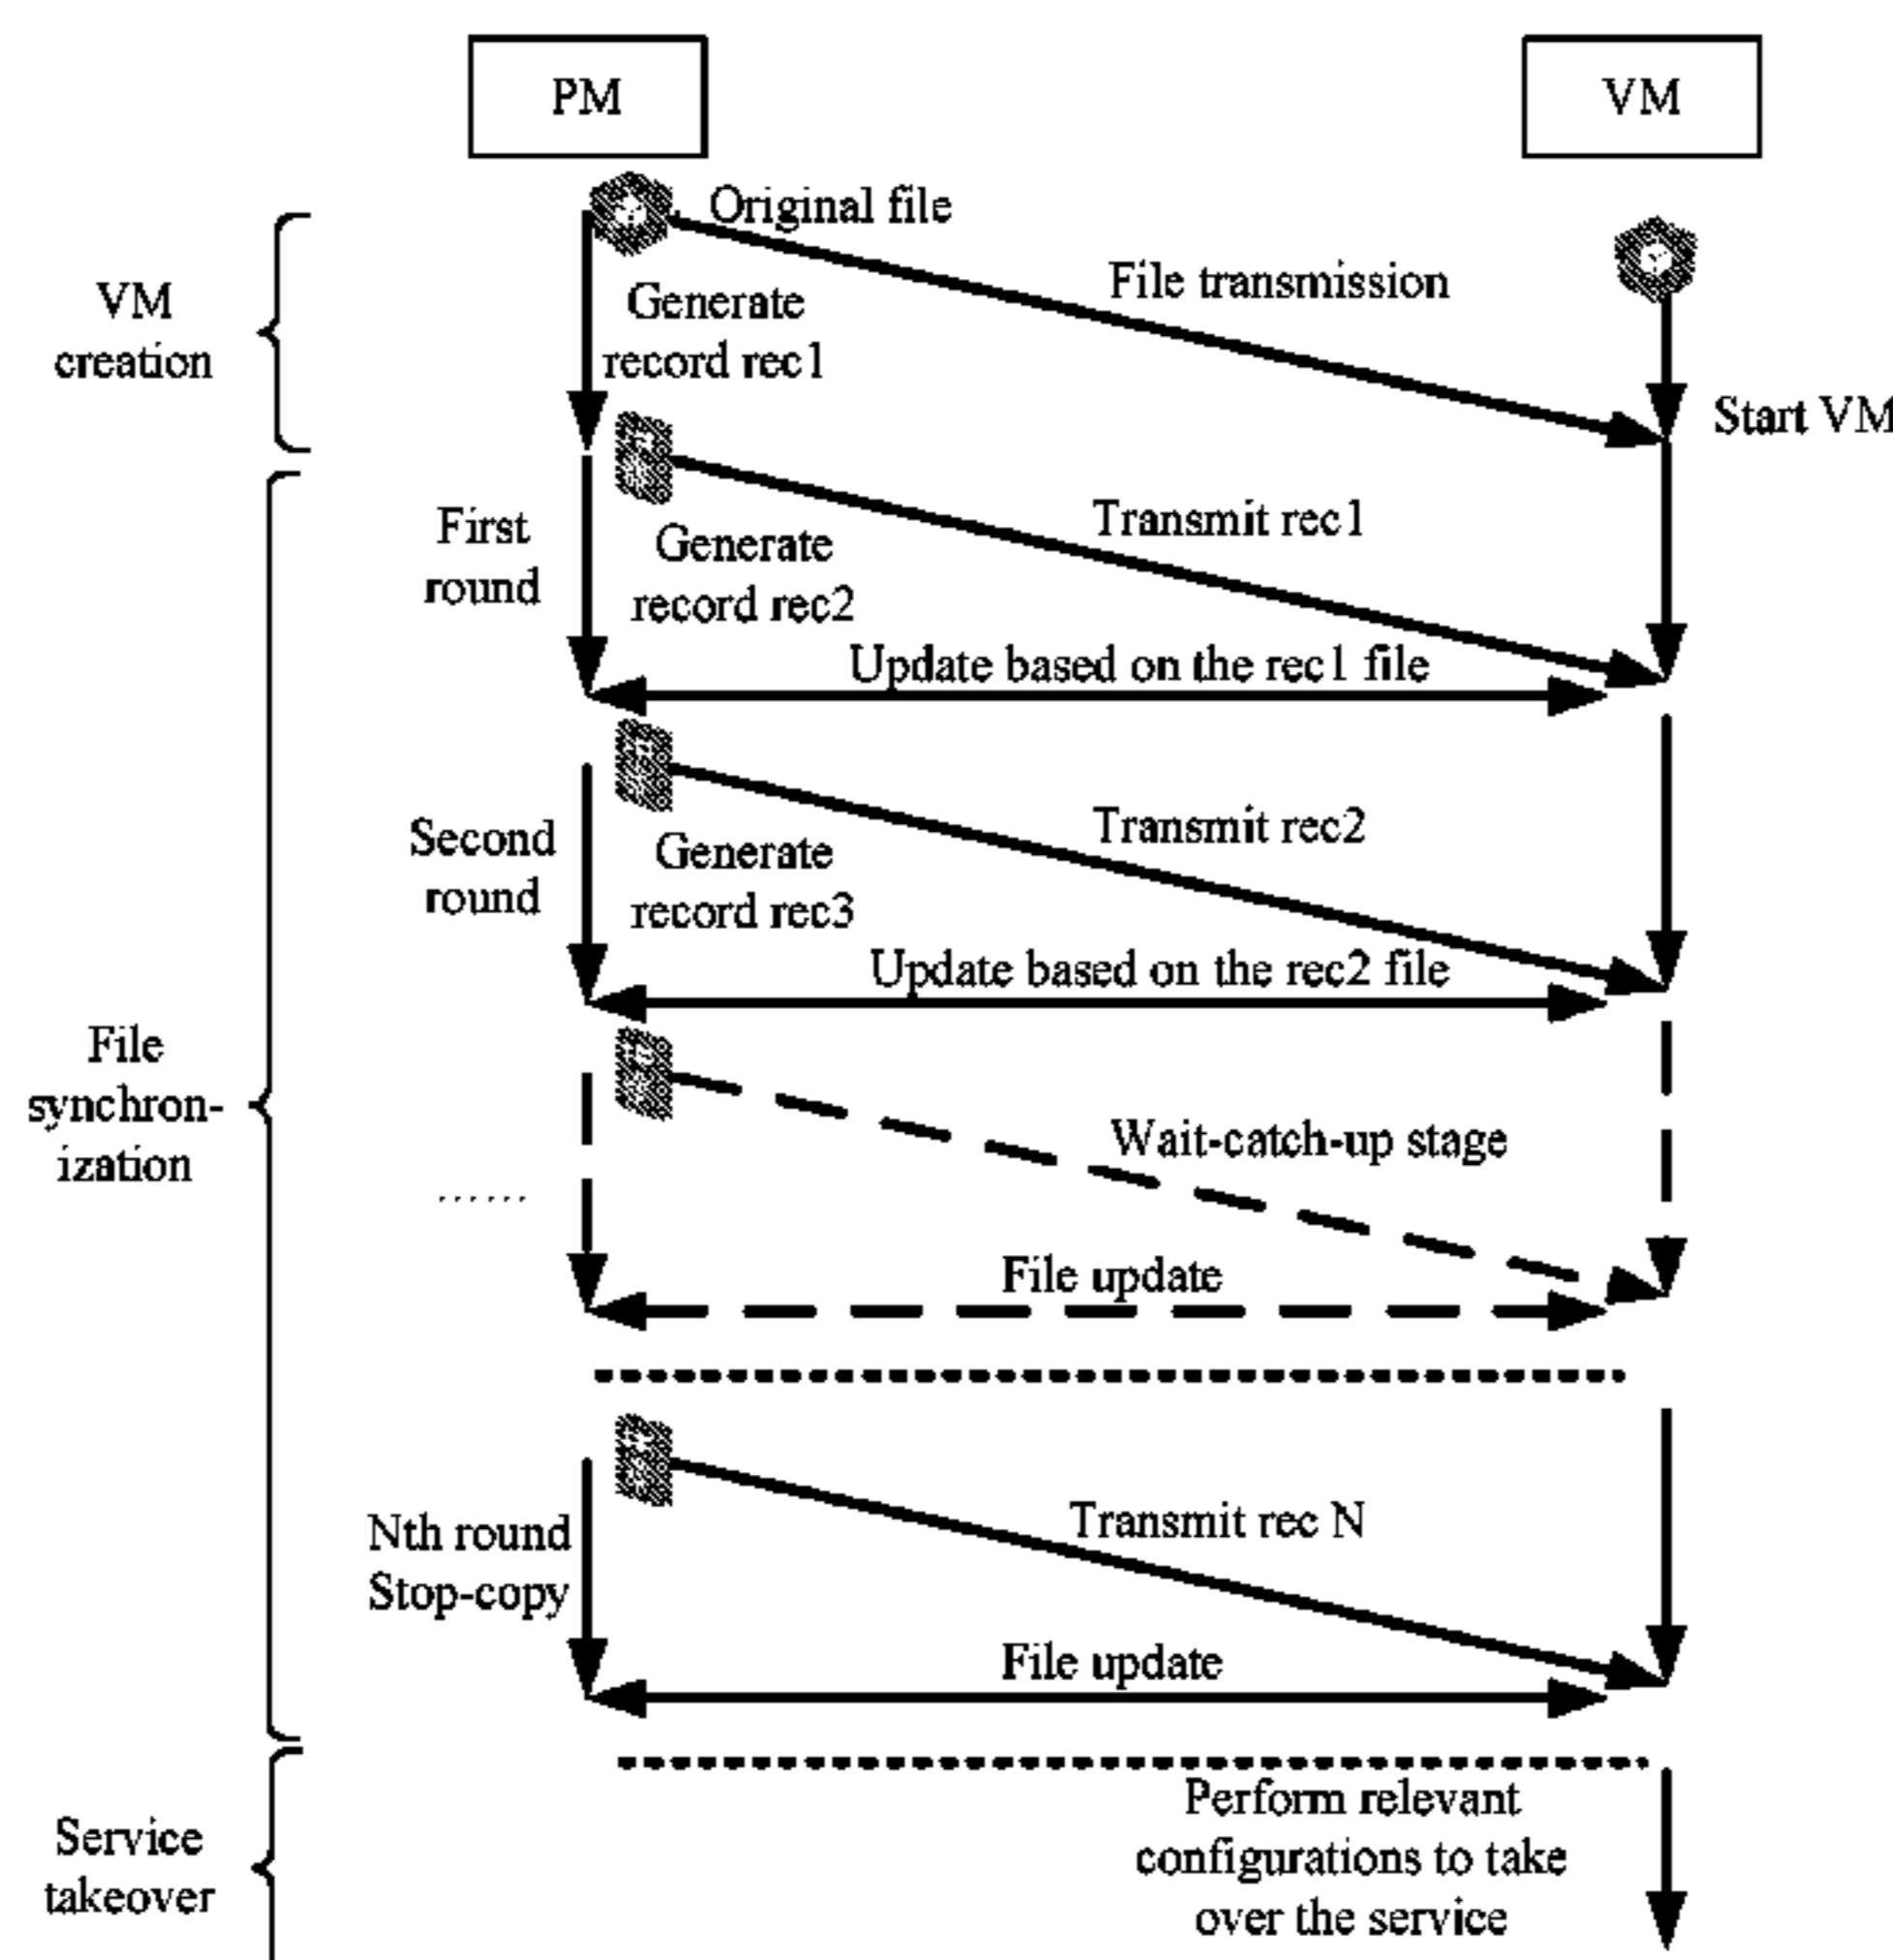 PM
VM
Original file
File transmission
VM
creation
Generate
record rec1
Start VM
First
round
Generate
record rec2
Transmit rec1
Update based on the rec1 file
Second
round
Generate
record rec3
Transmit rec2
Update based on the rec2 file
File
synchron-
ization
......
Wait-catch-up stage
File update
Nth round
Stop-copy
Transmit rec N
File update
Service
takeover
Perform relevant
configurations to take
over the service